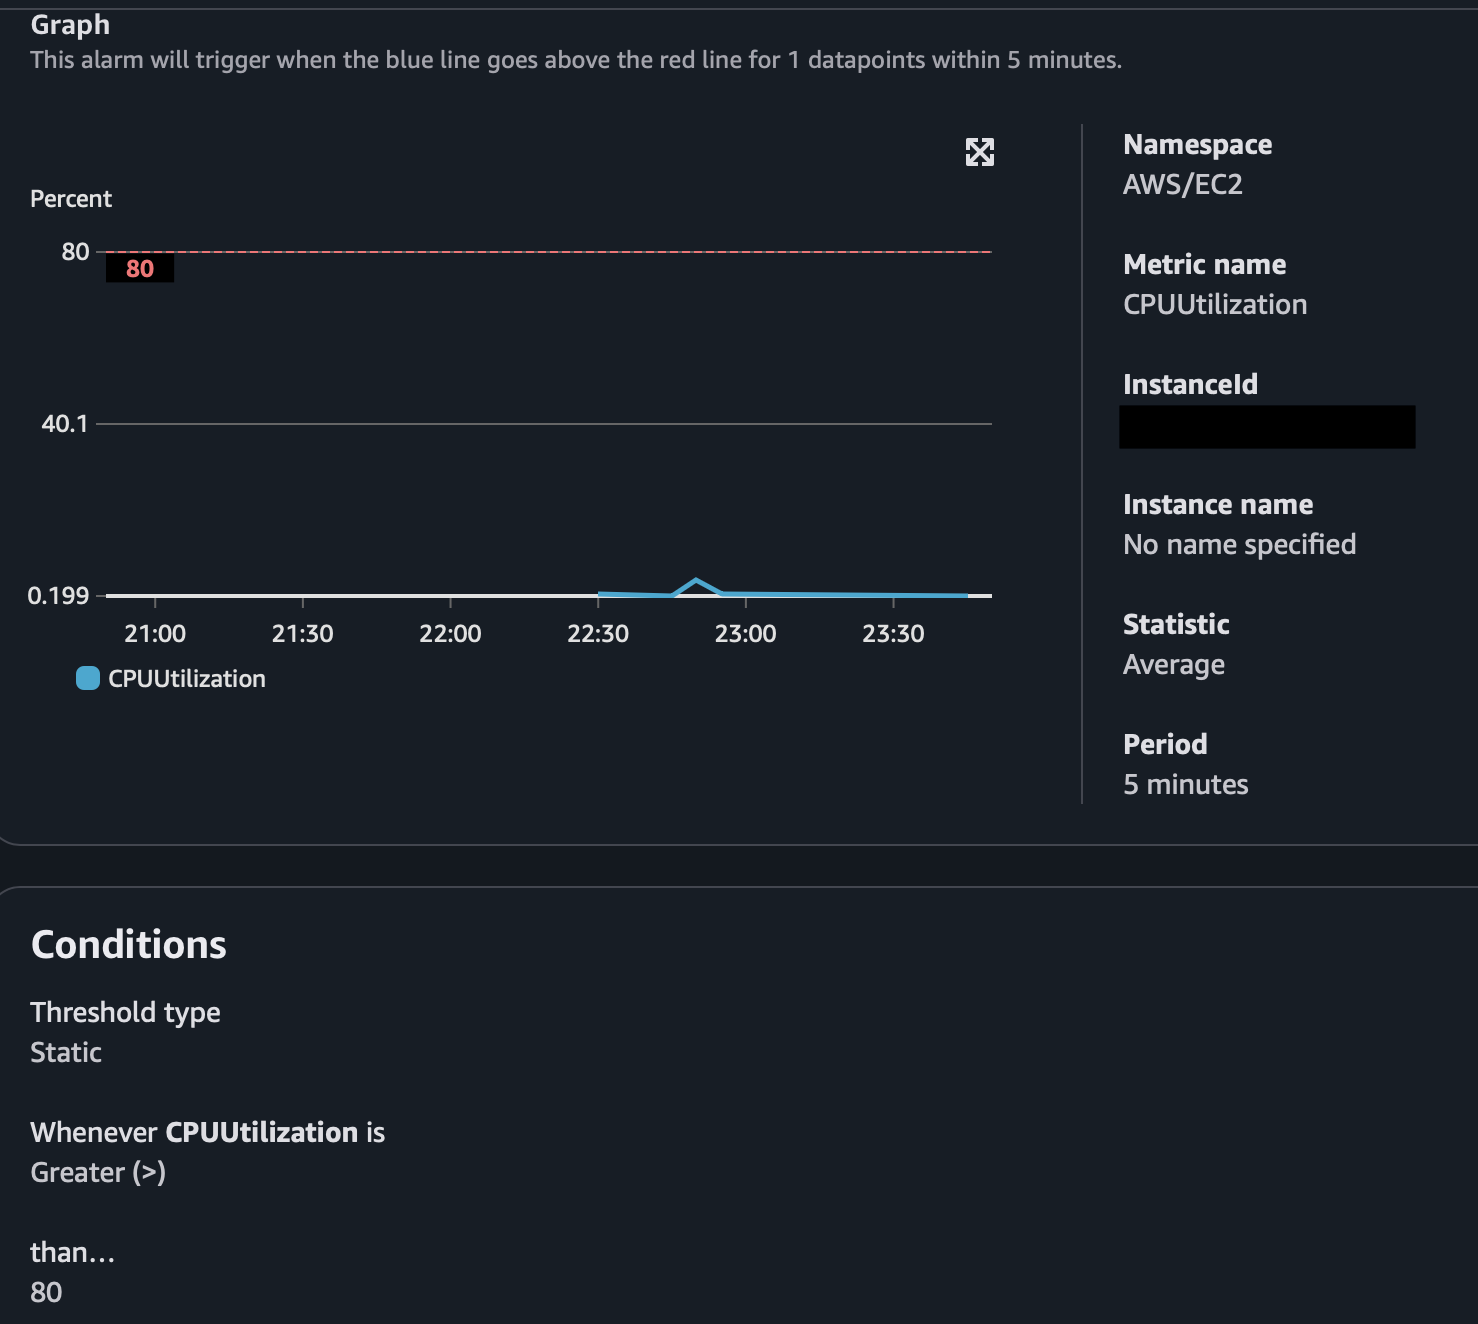 Graph
This alarm will trigger when the blue line goes above the red line for 1 datapoints within 5 minutes.
Percent
80
80
40.1
0.199
21:00 21:30 22:00 22:30 23:00 23:30
CPUUtilization
Namespace
AWS/EC2
Metric name
CPUUtilization
InstanceId
Instance name
No name specified
Statistic
Average
Period
5 minutes
Conditions
Threshold type
Static
Whenever CPUUtilization is
Greater (>)
than...
80